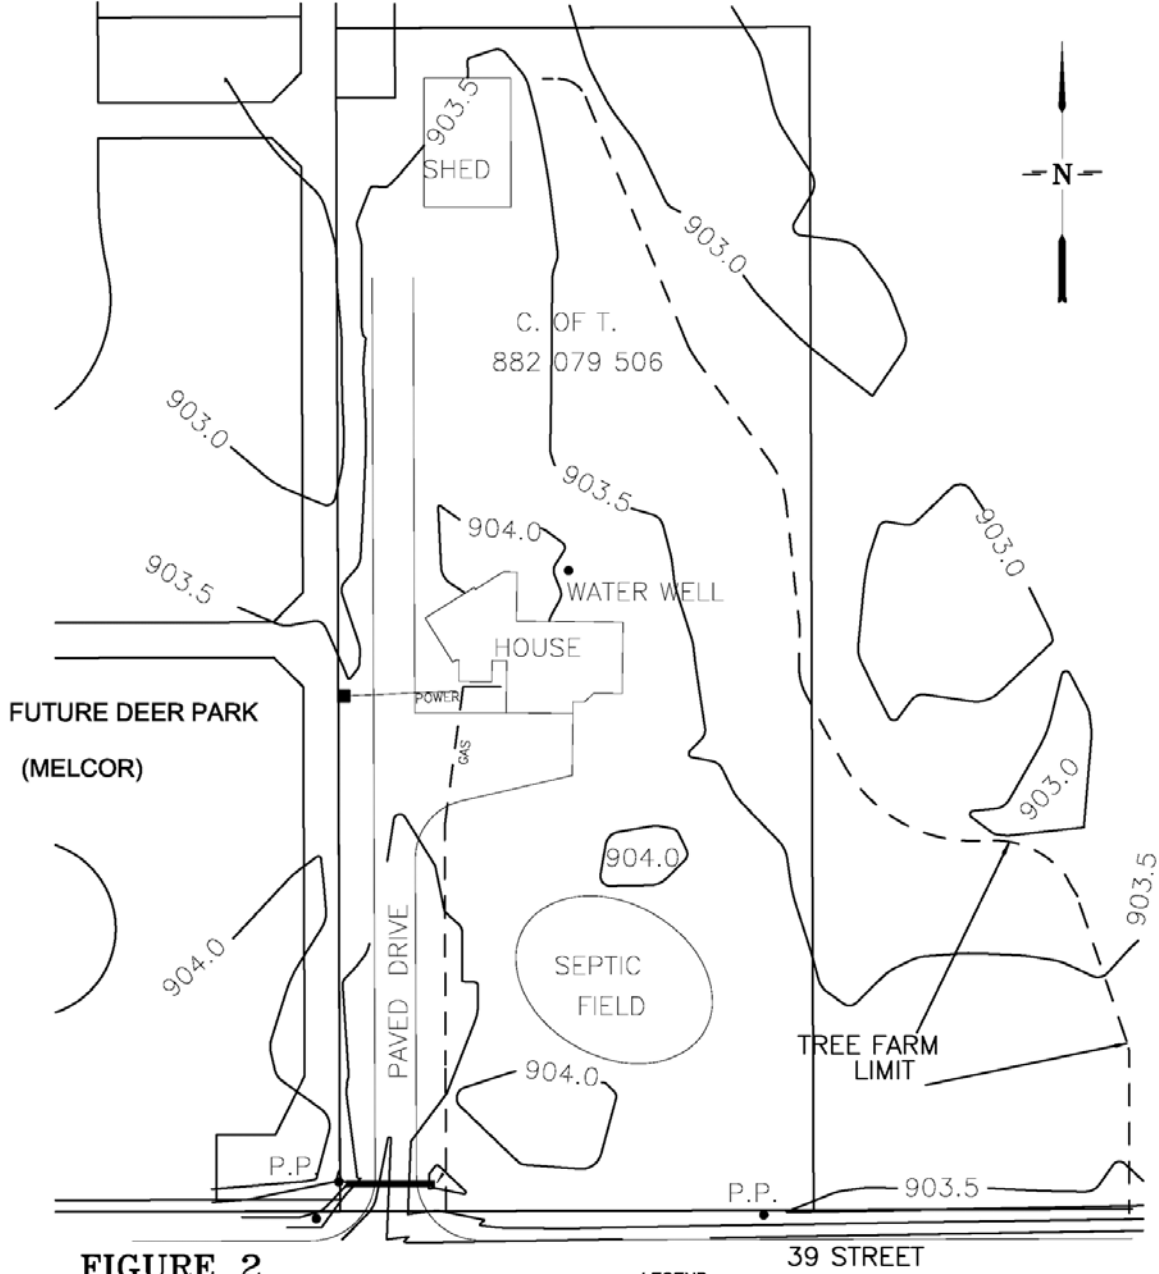 903.5
SHED
N
903.0
C. OF T.
882 079 506
903.0
903.5
904.0
903.0
903.5
WATER WELL
HOUSE
POWER
FUTURE DEER PARK
(MELCOR)
GAS
903.0
904.0
903.5
904.0
PAVED DRIVE
SEPTIC
FIELD
TREE FARM
LIMIT
904.0
P.P.
P.P.
903.5
39 STREET
FIGURE 2